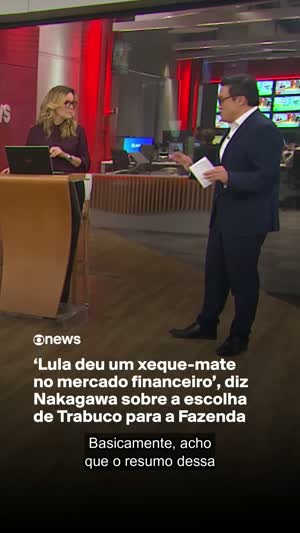 ws
news
‘Lula deu um xeque-mate
no mercado financeiro’, diz
Nakagawa sobre a escolha
de Trabuco para a Fazenda
Basicamente, acho
que o resumo dessa